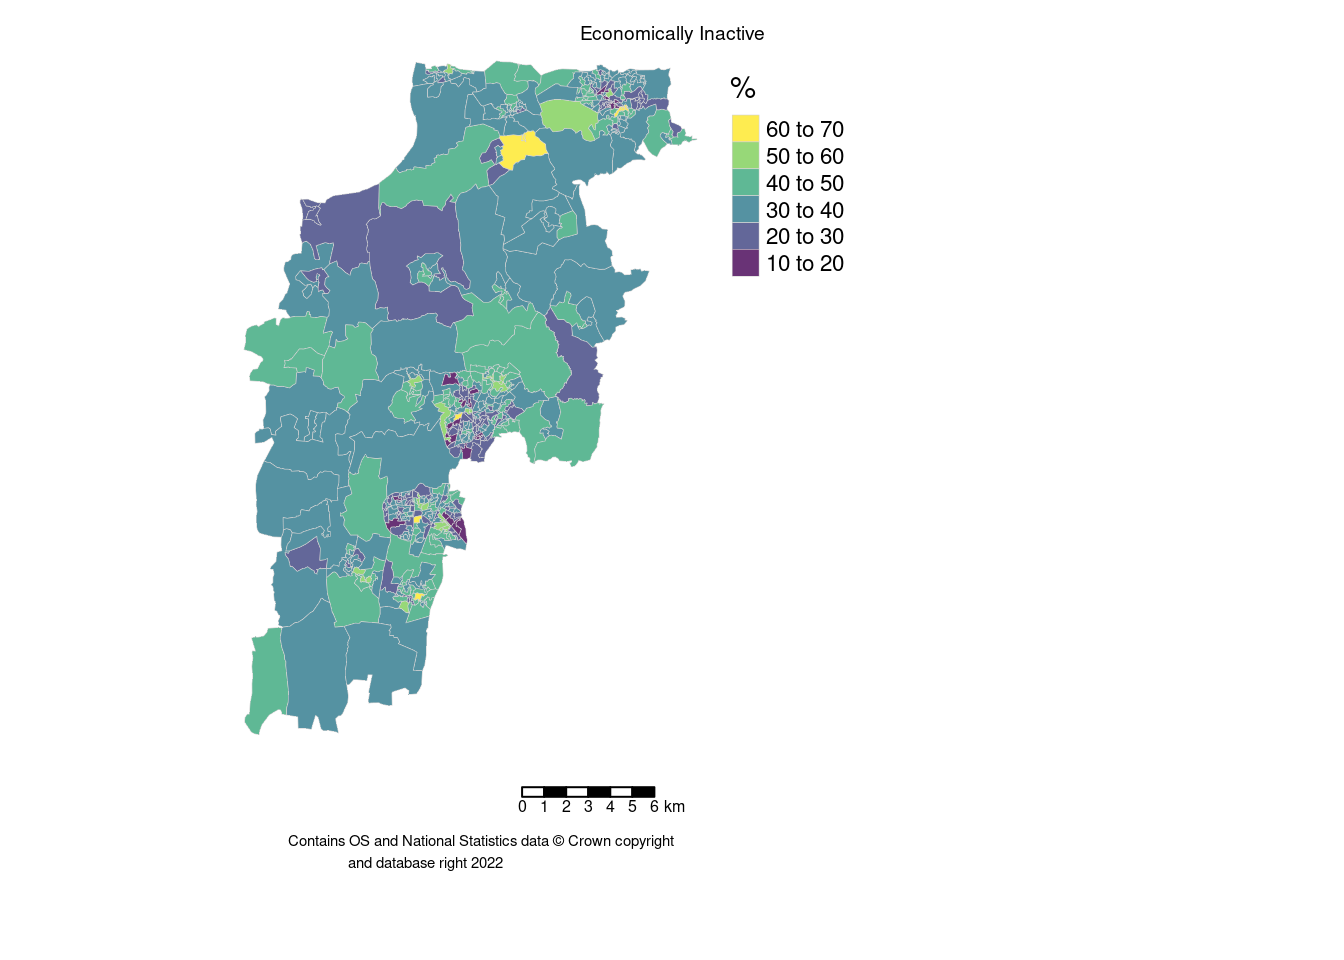 Economically Inactive
%
60 to 70
50 to 60
40 to 50
30 to 40
20 to 30
10 to 20
0 1 2 3 4 5 6 km
Contains OS and National Statistics data © Crown copyright
and database right 2022